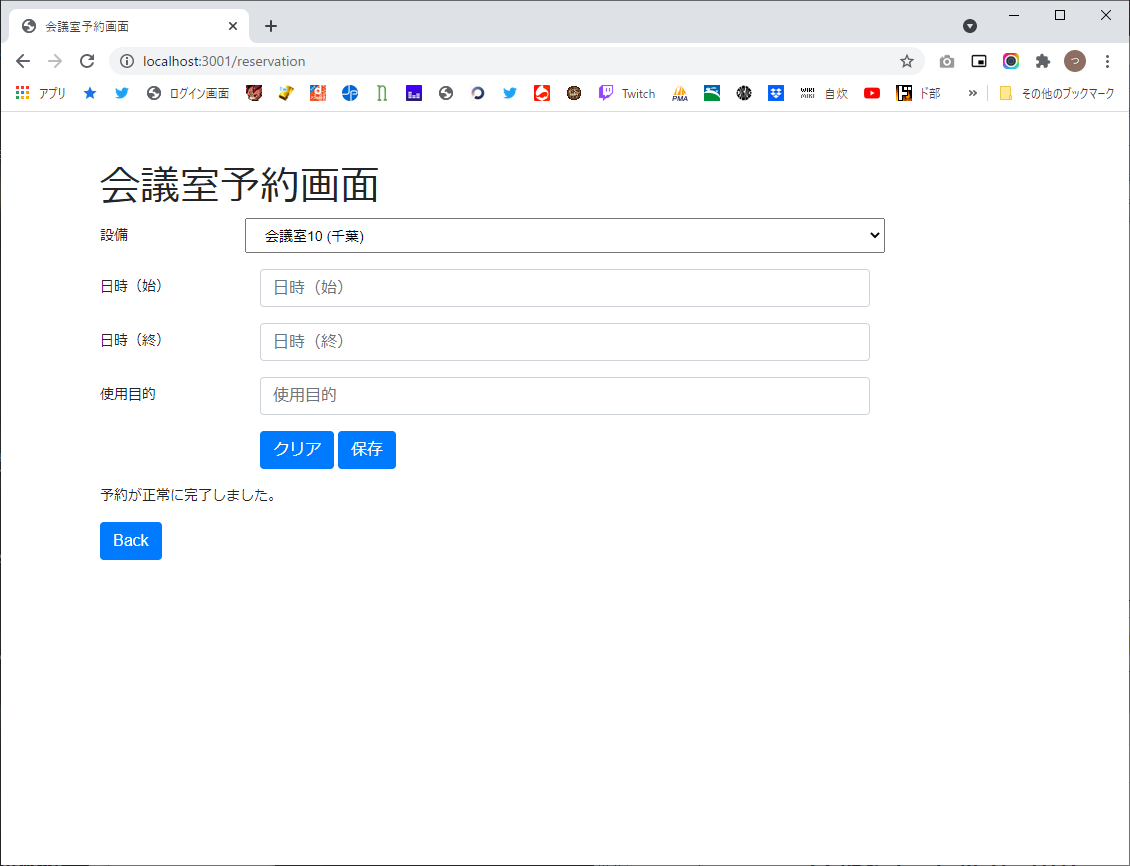 会議室予約画面
localhost:3001/reservation
つ
アプリ ログイン画面 Twitch PMA WIKI WIKI 自炊 ド部 » その他のブックマーク
会議室予約画面
設備 会議室10 (千葉)
日時（始） 日時（始）
日時（終） 日時（終）
使用目的 使用目的
クリア 保存
予約が正常に完了しました。
Back